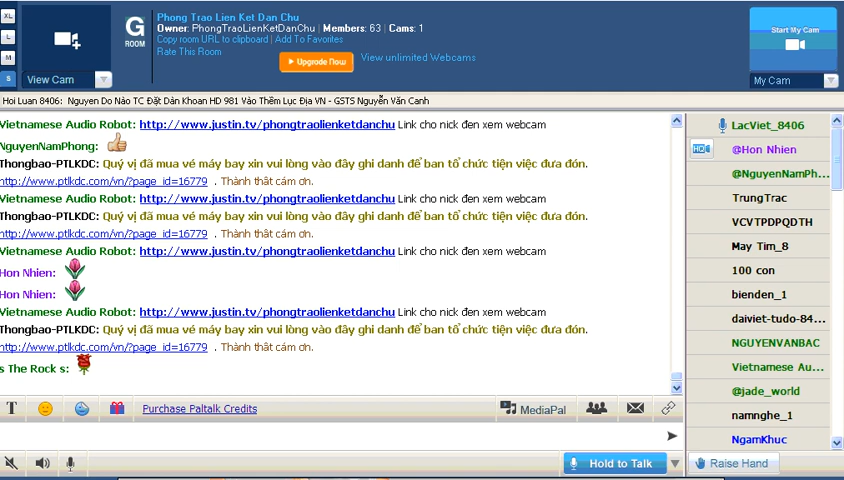 XL
L
M
S
View Cam
G
ROOM
Phong Trao Lien Ket Dan Chu
Owner: PhongTraoLienKetDanChu | Members: 63 | Cams: 1
Copy room URL to clipboard | Add To Favorites
Rate This Room
Upgrade Now
View unlimited Webcams
Start My Cam
My Cam
Hoi Luan 8406: Nguyen Do Nào TC Đặt Dàn Khoan HD 981 Vào Thềm Lục Địa VN - GSTS Nguyễn Văn Canh
Vietnamese Audio Robot: http://www.justin.tv/phongtraolienketdanchu Link cho nick đen xem webcam
NguyenNamPhong:
Thongbao-PTLKDC: Quý vị đã mua vé máy bay xin vui lòng vào đây ghi danh để ban tổ chức tiện việc đưa đón.
http://www.ptlkdc.com/vn/?page_id=16779 . Thành thât cám ơn.
Vietnamese Audio Robot: http://www.justin.tv/phongtraolienketdanchu Link cho nick đen xem webcam
Thongbao-PTLKDC: Quý vị đã mua vé máy bay xin vui lòng vào đây ghi danh để ban tổ chức tiện việc đưa đón.
http://www.ptlkdc.com/vn/?page_id=16779 . Thành thât cám ơn.
Vietnamese Audio Robot: http://www.justin.tv/phongtraolienketdanchu Link cho nick đen xem webcam
Hon Nhien:
Hon Nhien:
Vietnamese Audio Robot: http://www.justin.tv/phongtraolienketdanchu Link cho nick đen xem webcam
Thongbao-PTLKDC: Quý vị đã mua vé máy bay xin vui lòng vào đây ghi danh để ban tổ chức tiện việc đưa đón.
http://www.ptlkdc.com/vn/?page_id=16779 . Thành thât cám ơn.
s The Rock s:
LacViet_8406
HQ
@Hon Nhien
@NguyenNamPh...
TrungTrac
VCVTPDPQDTH
May Tim_8
100 con
bienden_1
daiviet-tudo-84...
NGUYENVANBAC
Vietnamese Au...
@jade_world
namnghe_1
NgamKhuc
T
Purchase Paltalk Credits
MediaPal
Hold to Talk
Raise Hand